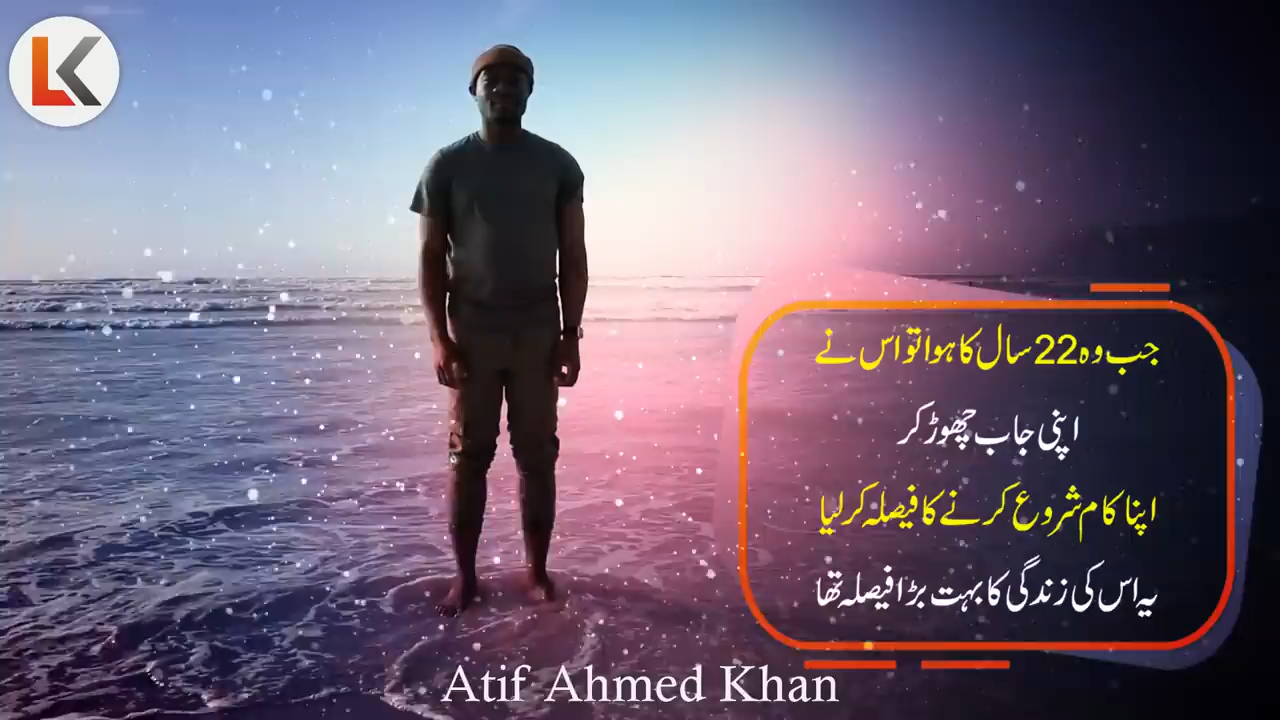 LK
جب وہ 22 سال کا ہوا تو اس نے
اپنی جاب چھوڑ کر
اپنا کام شروع کرنے کا فیصلہ کر لیا
یہ اس کی زندگی کا بہت بڑا فیصلہ تھا
Atif Ahmed Khan